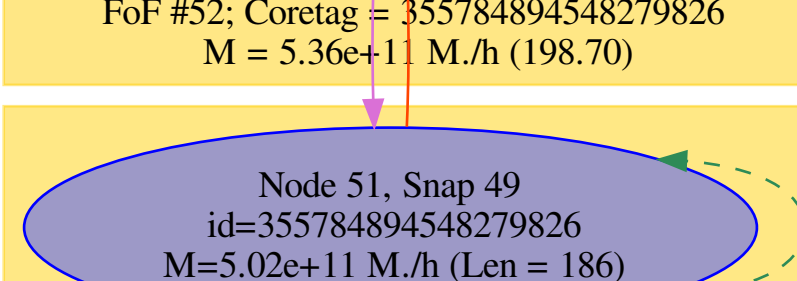 FoF #52; Coretag = 355784894548279826
M = 5.36e+11 M./h (198.70)
Node 51, Snap 49
id=355784894548279826
M=5.02e+11 M./h (Len = 186)